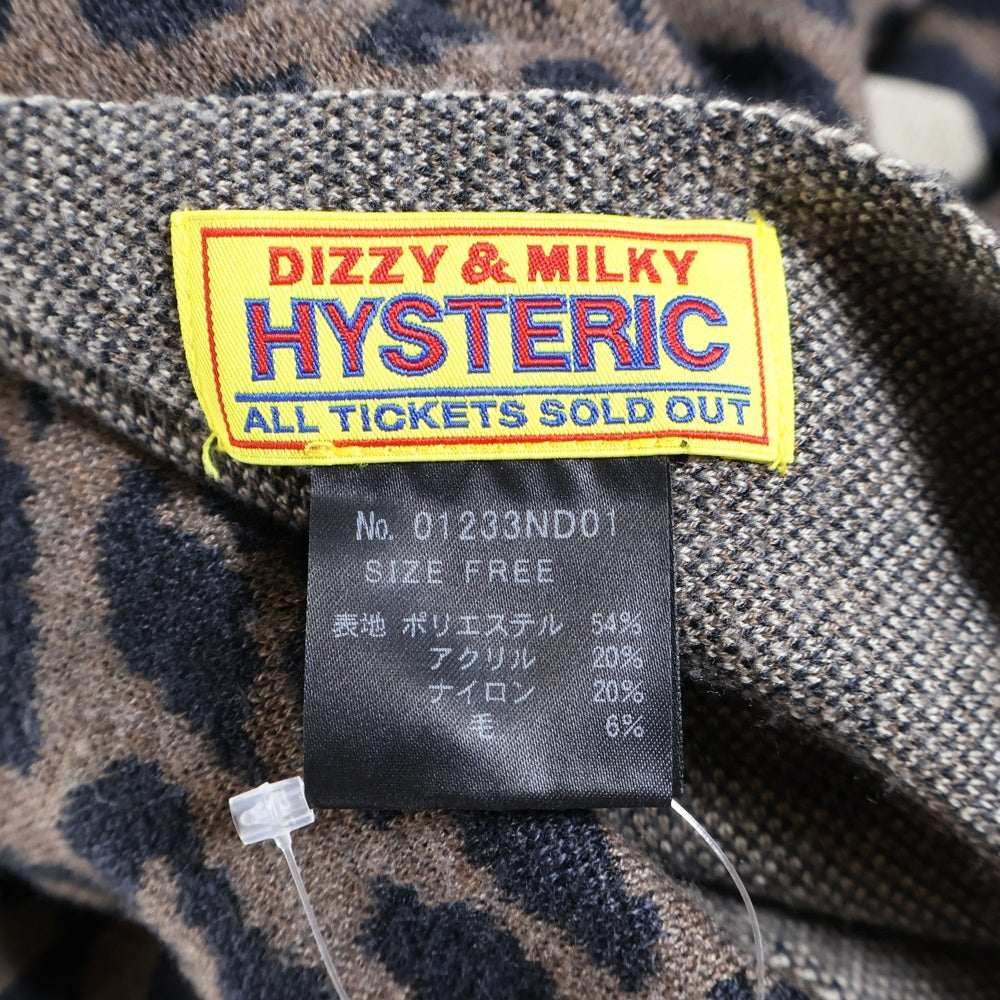 DIZZY & MILKY
HYSTERIC
ALL TICKETS SOLD OUT
No. 01233ND01
SIZE FREE
表地 ポリエステル 54%
アクリル 20%
ナイロン 20%
毛 6%